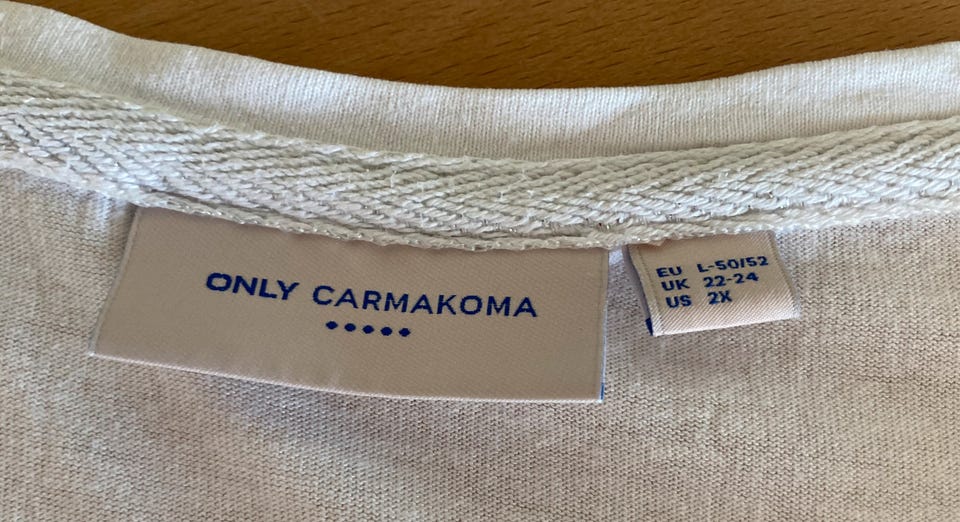 ONLY CARMAKOMA
EU L-50/52
UK 22-24
US 2X